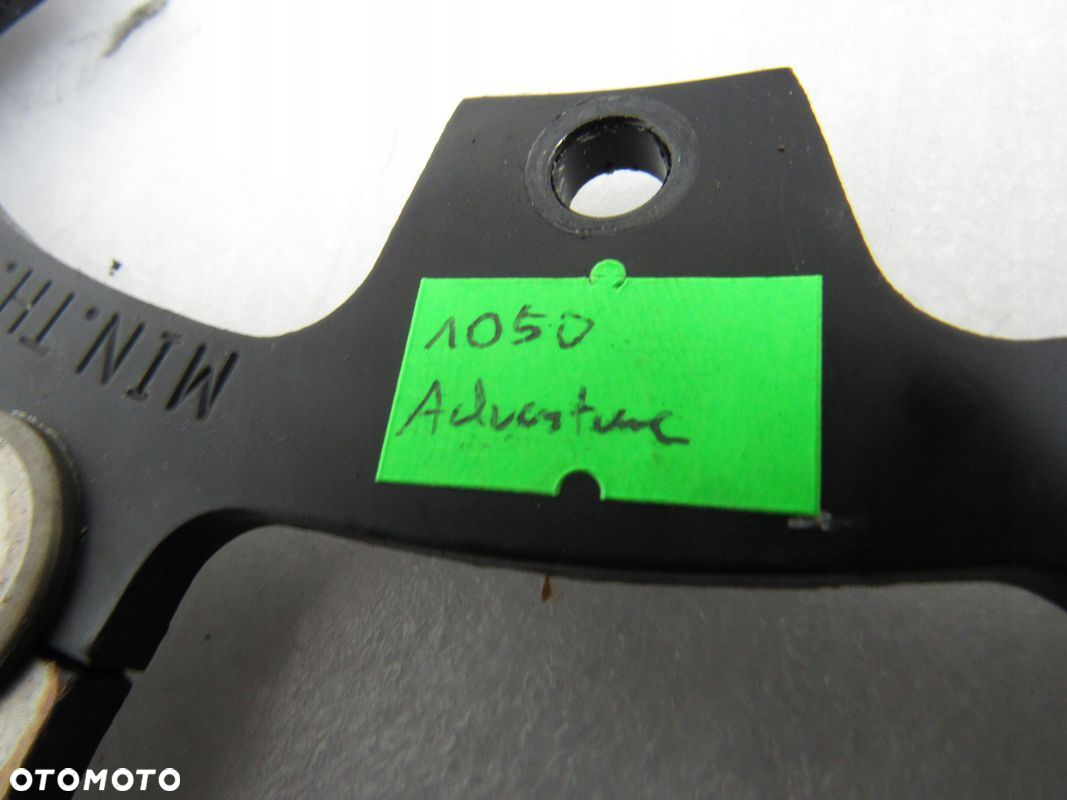 1050
Adventure
MIN.TH.
OTOMOTO